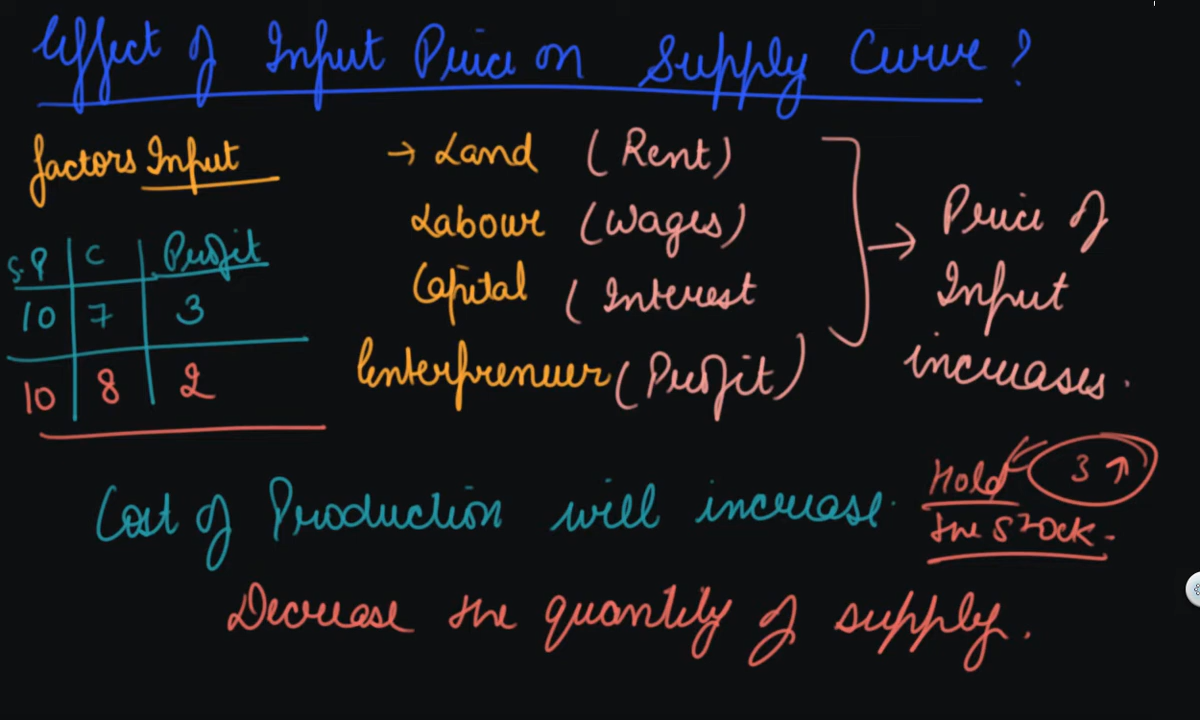 Effect of Input Price on Supply Curve?
factors Input
→ Land (Rent)
Labour (Wages)
Capital (Interest
Enterpreneur (Profit)
→ Price of
Input
increases.
S.P C Profit
10 7 3
10 8 2
Cost of Production will increase.
Hold 3 ↑
the stock.
Decrease the quantity of supply.